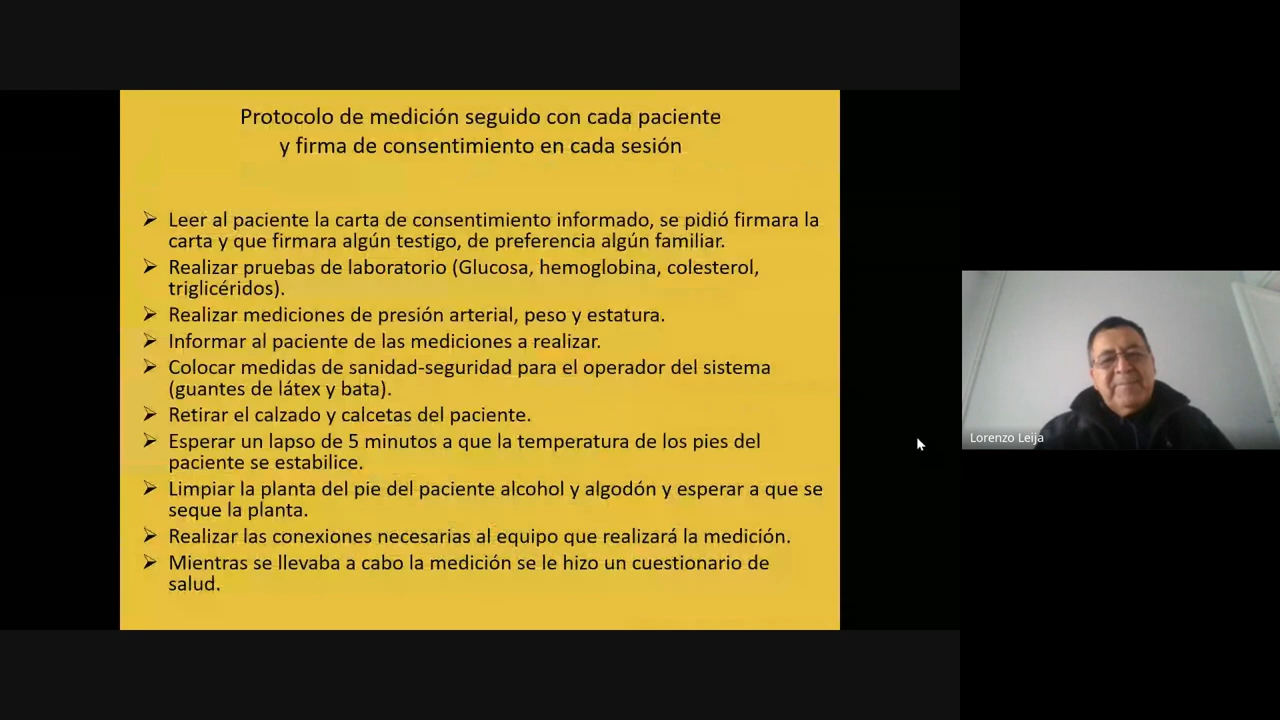 Protocolo de medición seguido con cada paciente
y firma de consentimiento en cada sesión
➢ Leer al paciente la carta de consentimiento informado, se pidió firmara la
carta y que firmara algún testigo, de preferencia algún familiar.
➢ Realizar pruebas de laboratorio (Glucosa, hemoglobina, colesterol,
triglicéridos).
➢ Realizar mediciones de presión arterial, peso y estatura.
➢ Informar al paciente de las mediciones a realizar.
➢ Colocar medidas de sanidad-seguridad para el operador del sistema
(guantes de látex y bata).
➢ Retirar el calzado y calcetas del paciente.
➢ Esperar un lapso de 5 minutos a que la temperatura de los pies del
paciente se estabilice.
➢ Limpiar la planta del pie del paciente alcohol y algodón y esperar a que se
seque la planta.
➢ Realizar las conexiones necesarias al equipo que realizará la medición.
➢ Mientras se llevaba a cabo la medición se le hizo un cuestionario de
salud.
Lorenzo Leija